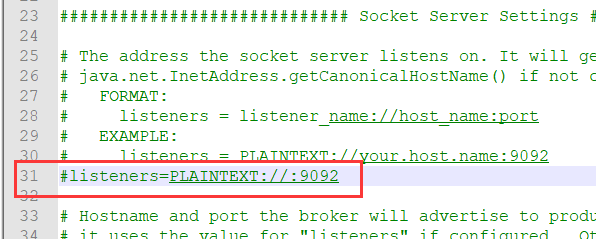 22
23 ############################ Socket Server Settings #
24
25 # The address the socket server listens on. It will ge
26 # java.net.InetAddress.getCanonicalHostName() if not c
27 #   FORMAT:
28 #     listeners = listener_name://host_name:port
29 #   EXAMPLE:
30 #     listeners = PLAINTEXT://your.host.name:9092
31 #listeners=PLAINTEXT://:9092
32
33 # Hostname and port the broker will advertise to produ
34 # it uses the value for "listeners" if configured. Ot